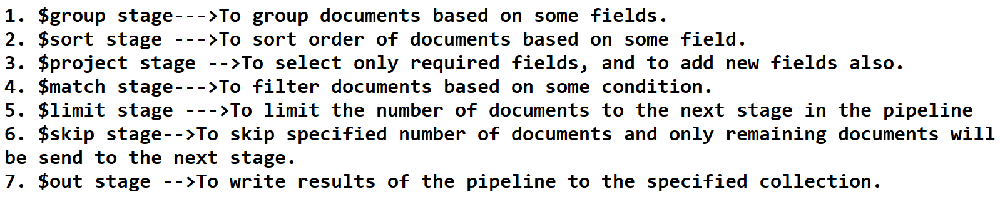 1. $group stage--->To group documents based on some fields.
2. $sort stage --->To sort order of documents based on some field.
3. $project stage -->To select only required fields, and to add new fields also.
4. $match stage--->To filter documents based on some condition.
5. $limit stage --->To limit the number of documents to the next stage in the pipeline
6. $skip stage-->To skip specified number of documents and only remaining documents will
be send to the next stage.
7. $out stage -->To write results of the pipeline to the specified collection.